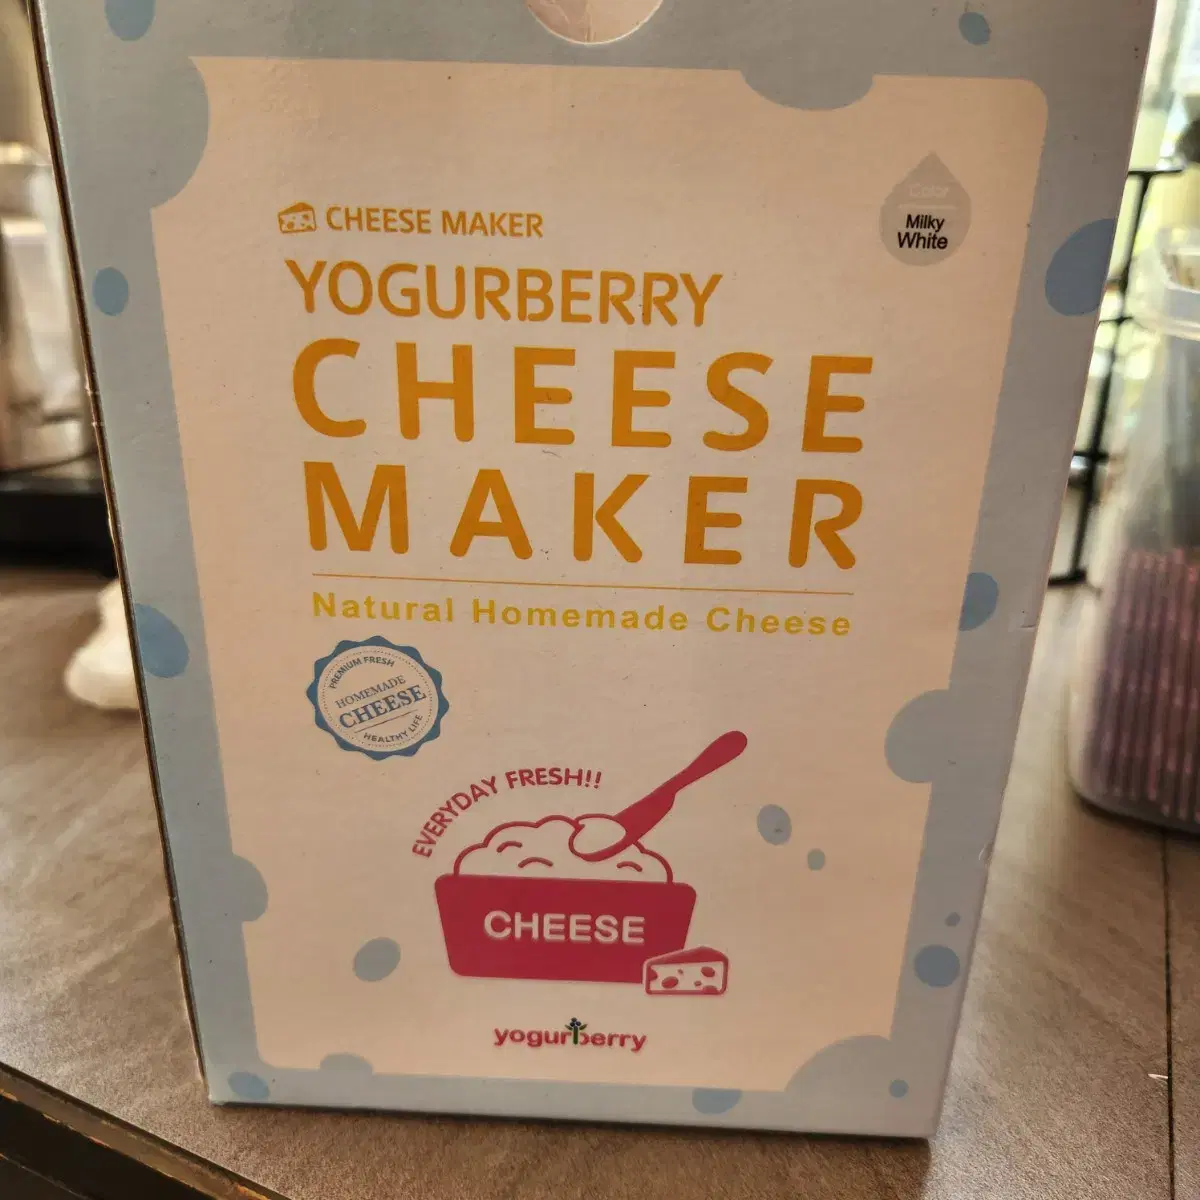 Color
Milky
White
CHEESE MAKER
YOGURBERRY
CHEESE
MAKER
Natural Homemade Cheese
PREMIUM FRESH
HOMEMADE
CHEESE
HEALTHY LIFE
EVERYDAY FRESH!!
CHEESE
yogurberry